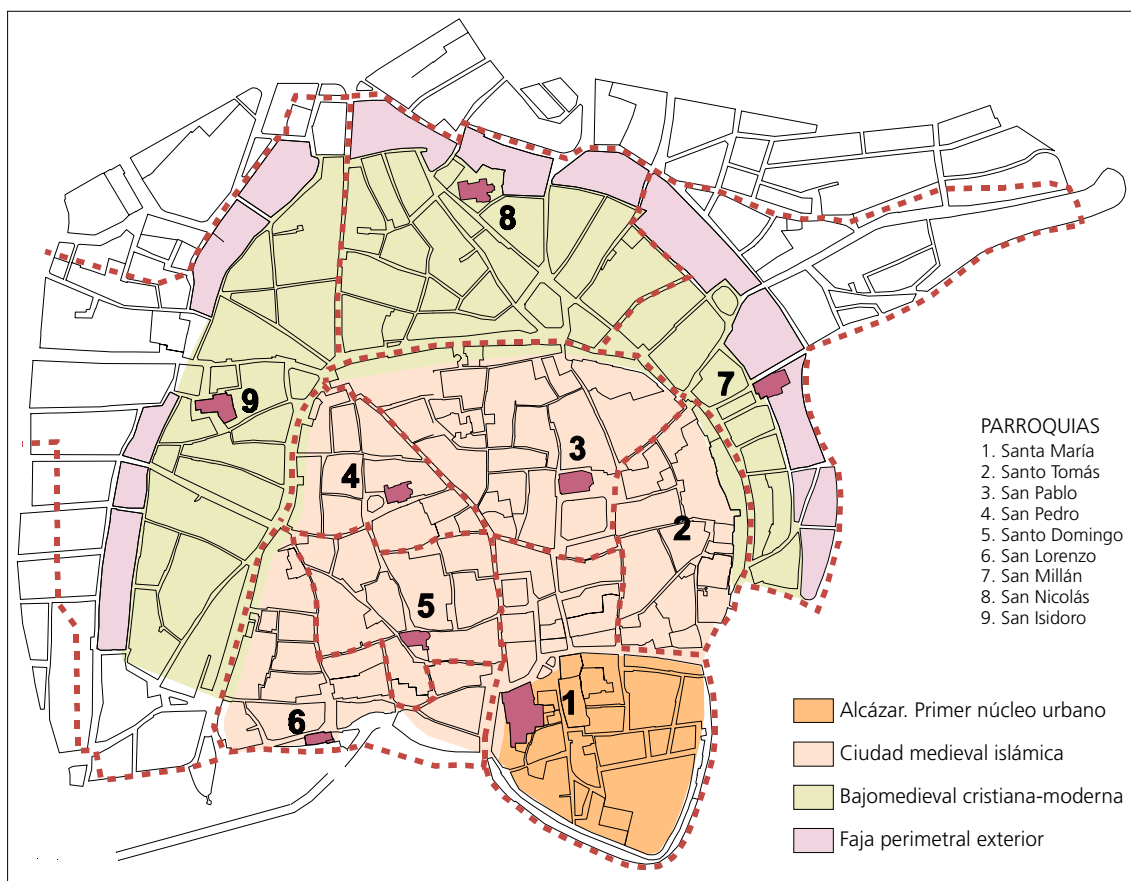 8
7
9
3
4
2
5
1
6
PARROQUIAS
1. Santa María
2. Santo Tomás
3. San Pablo
4. San Pedro
5. Santo Domingo
6. San Lorenzo
7. San Millán
8. San Nicolás
9. San Isidoro
Alcázar. Primer núcleo urbano
Ciudad medieval islámica
Bajomedieval cristiana-moderna
Faja perimetral exterior